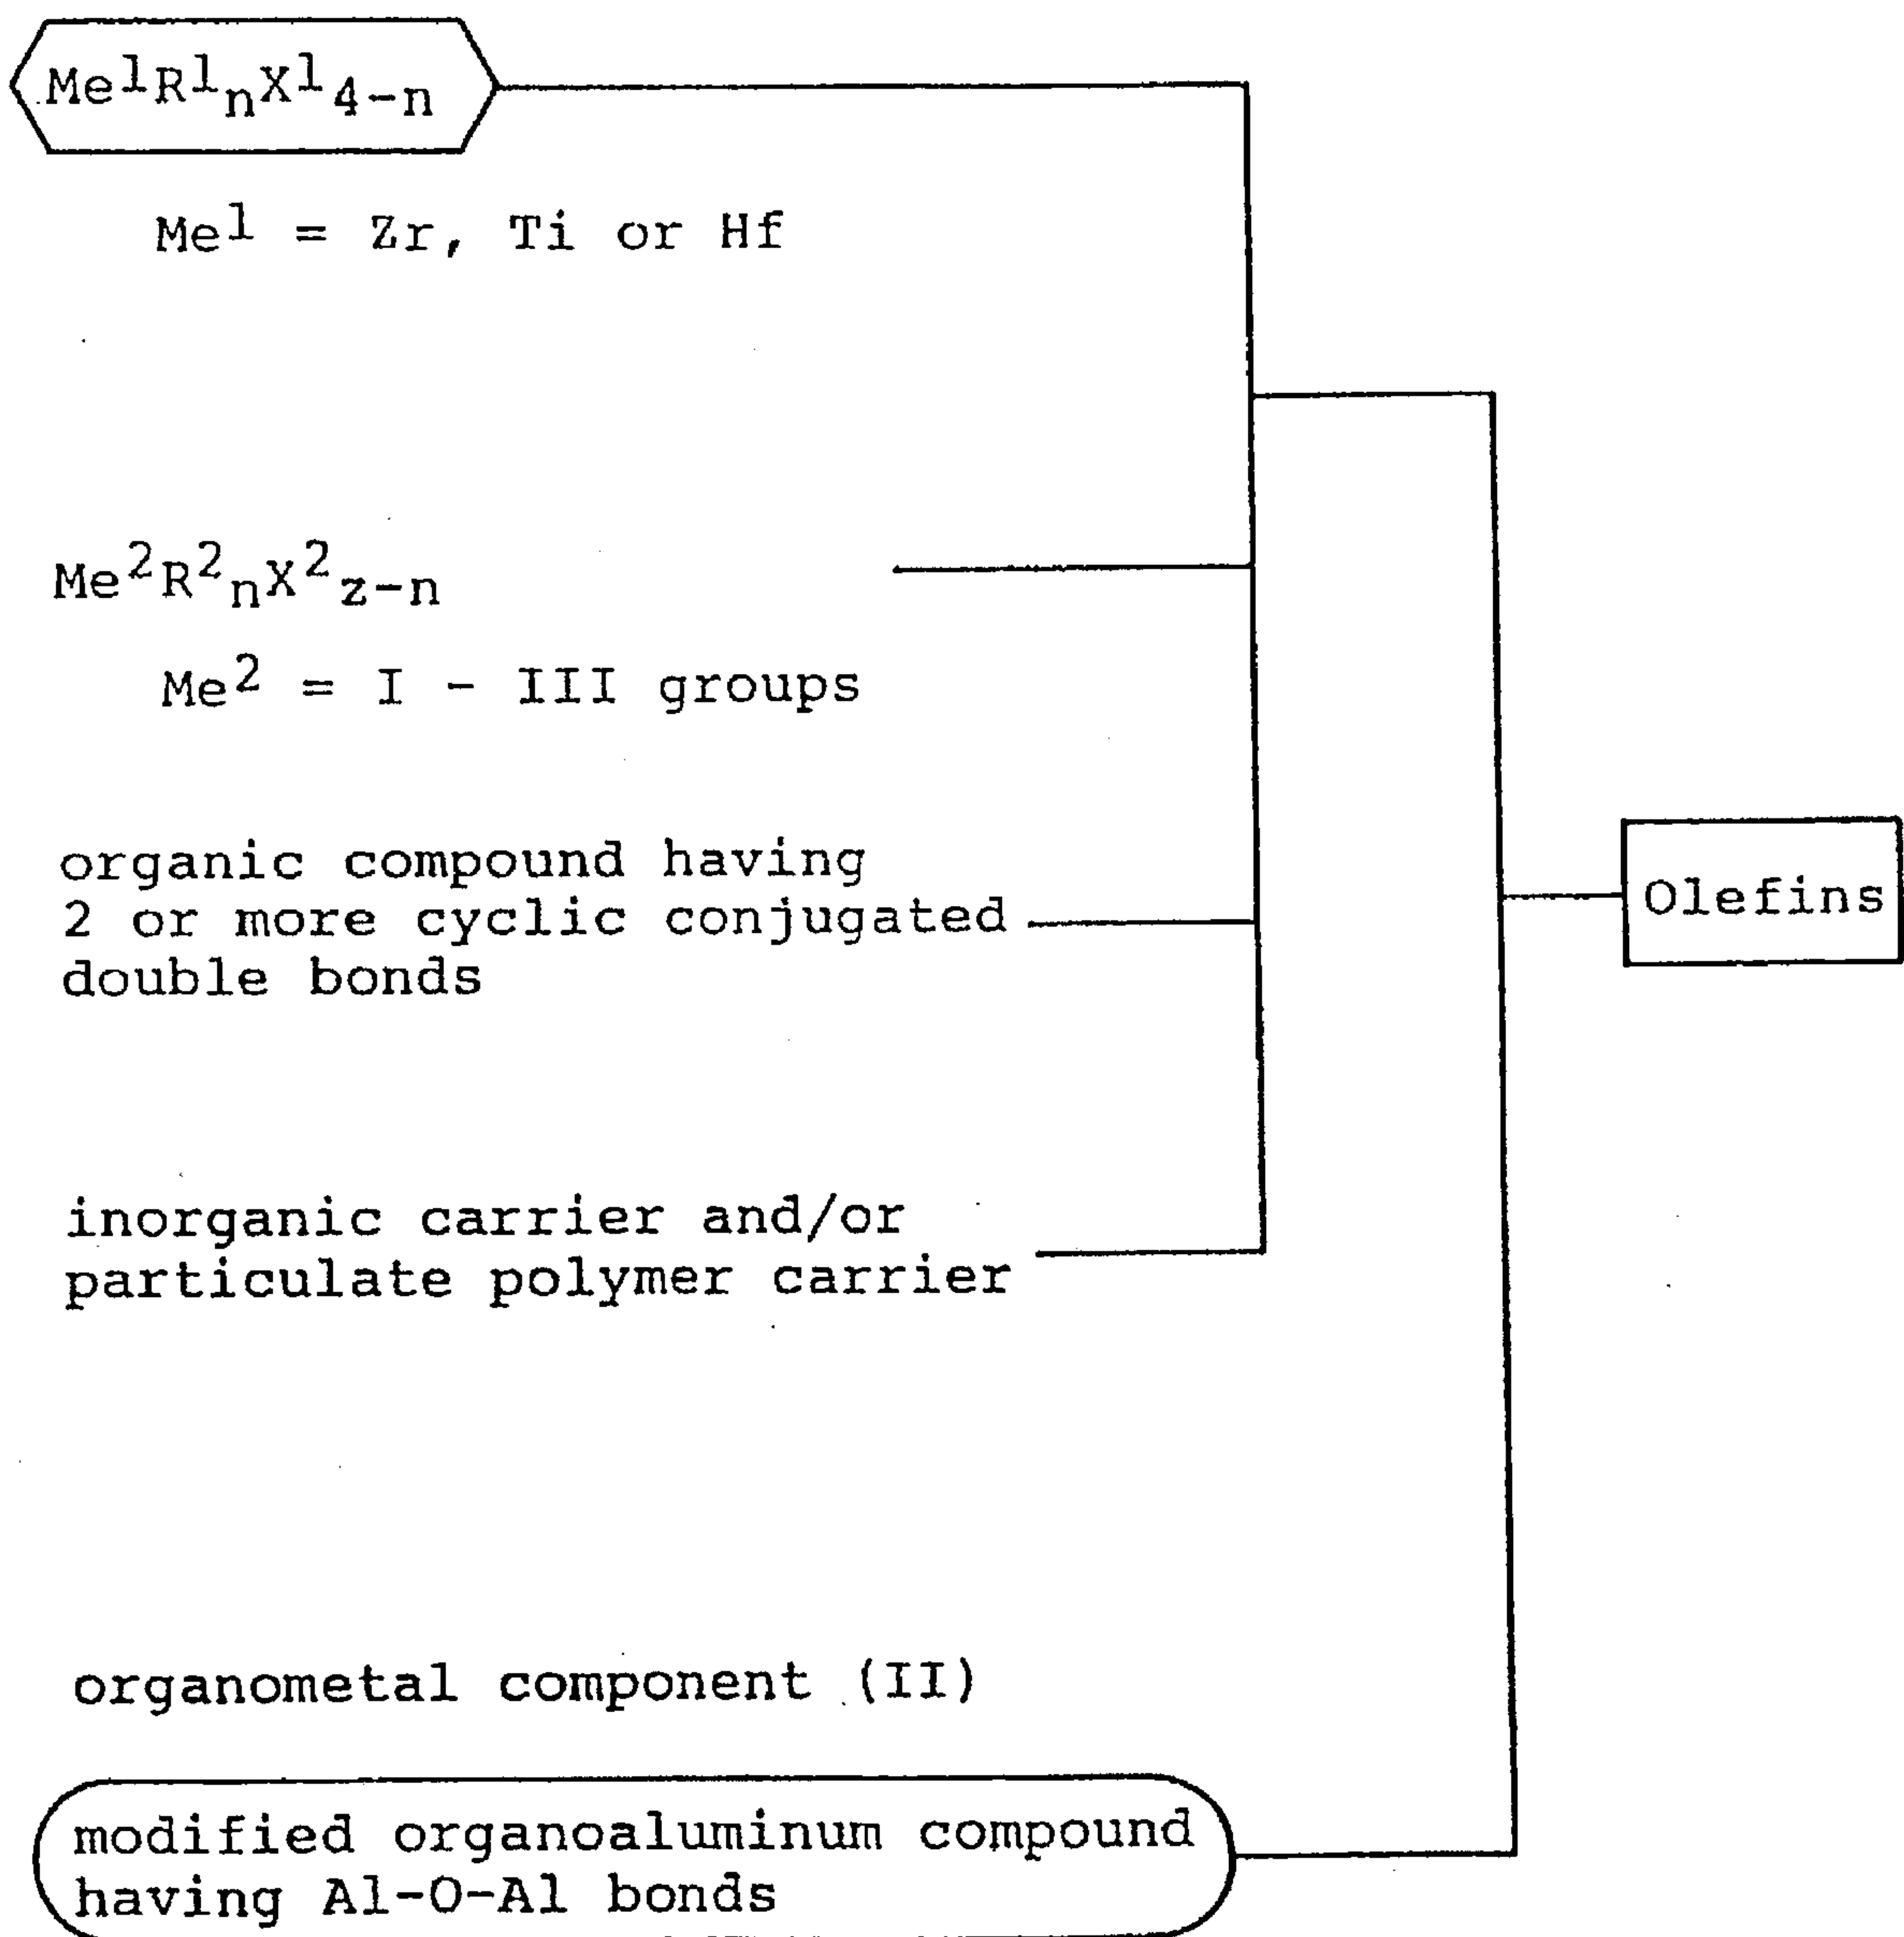 Me¹R¹ₙX¹₄₋ₙ
Me¹ = Zr, Ti or Hf
Me²R²ₙX²z₋ₙ
Me² = I - III groups
organic compound having
2 or more cyclic conjugated
double bonds
Olefins
inorganic carrier and/or
particulate polymer carrier
organometal component (II)
modified organoaluminum compound
having Al-O-Al bonds